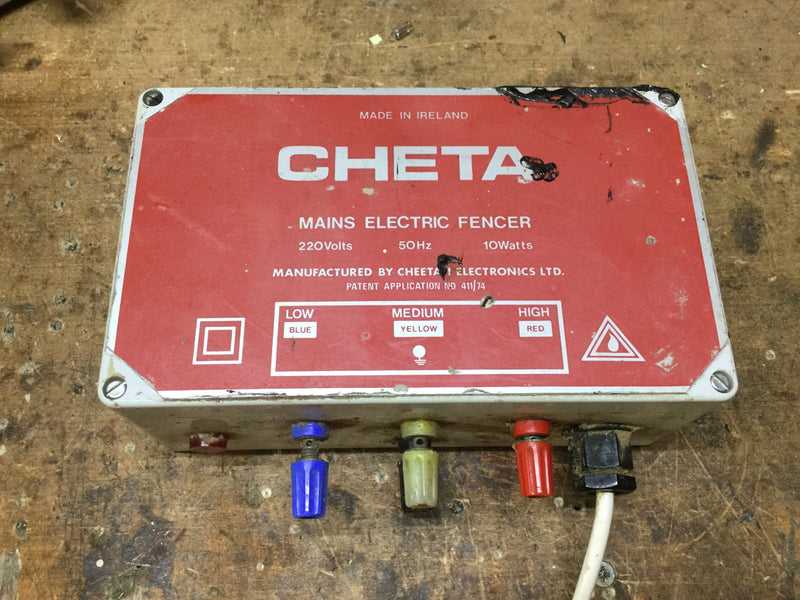 MADE IN IRELAND
CHETA
MAINS ELECTRIC FENCER
220Volts 50Hz 10Watts
MANUFACTURED BY CHEETAH ELECTRONICS LTD.
PATENT APPLICATION NO 411/74
LOW MEDIUM HIGH
BLUE YELLOW RED